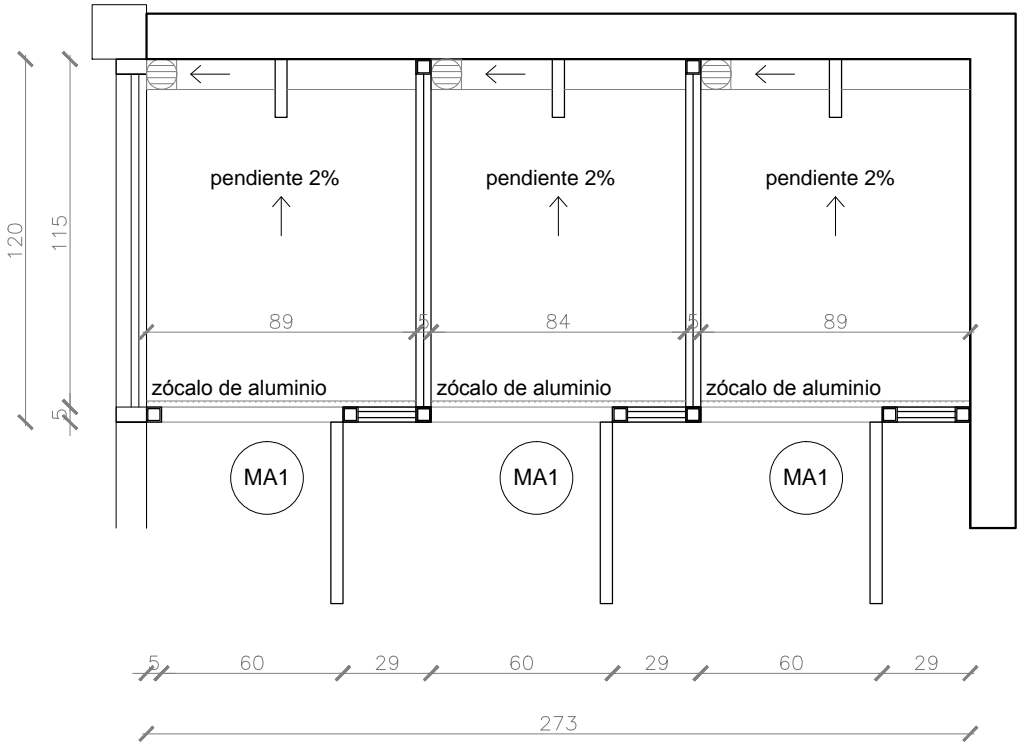 pendiente 2%
pendiente 2%
pendiente 2%
120
115
89
5
84
5
89
zócalo de aluminio
zócalo de aluminio
zócalo de aluminio
5
MA1
MA1
MA1
5
60
29
60
29
60
29
273